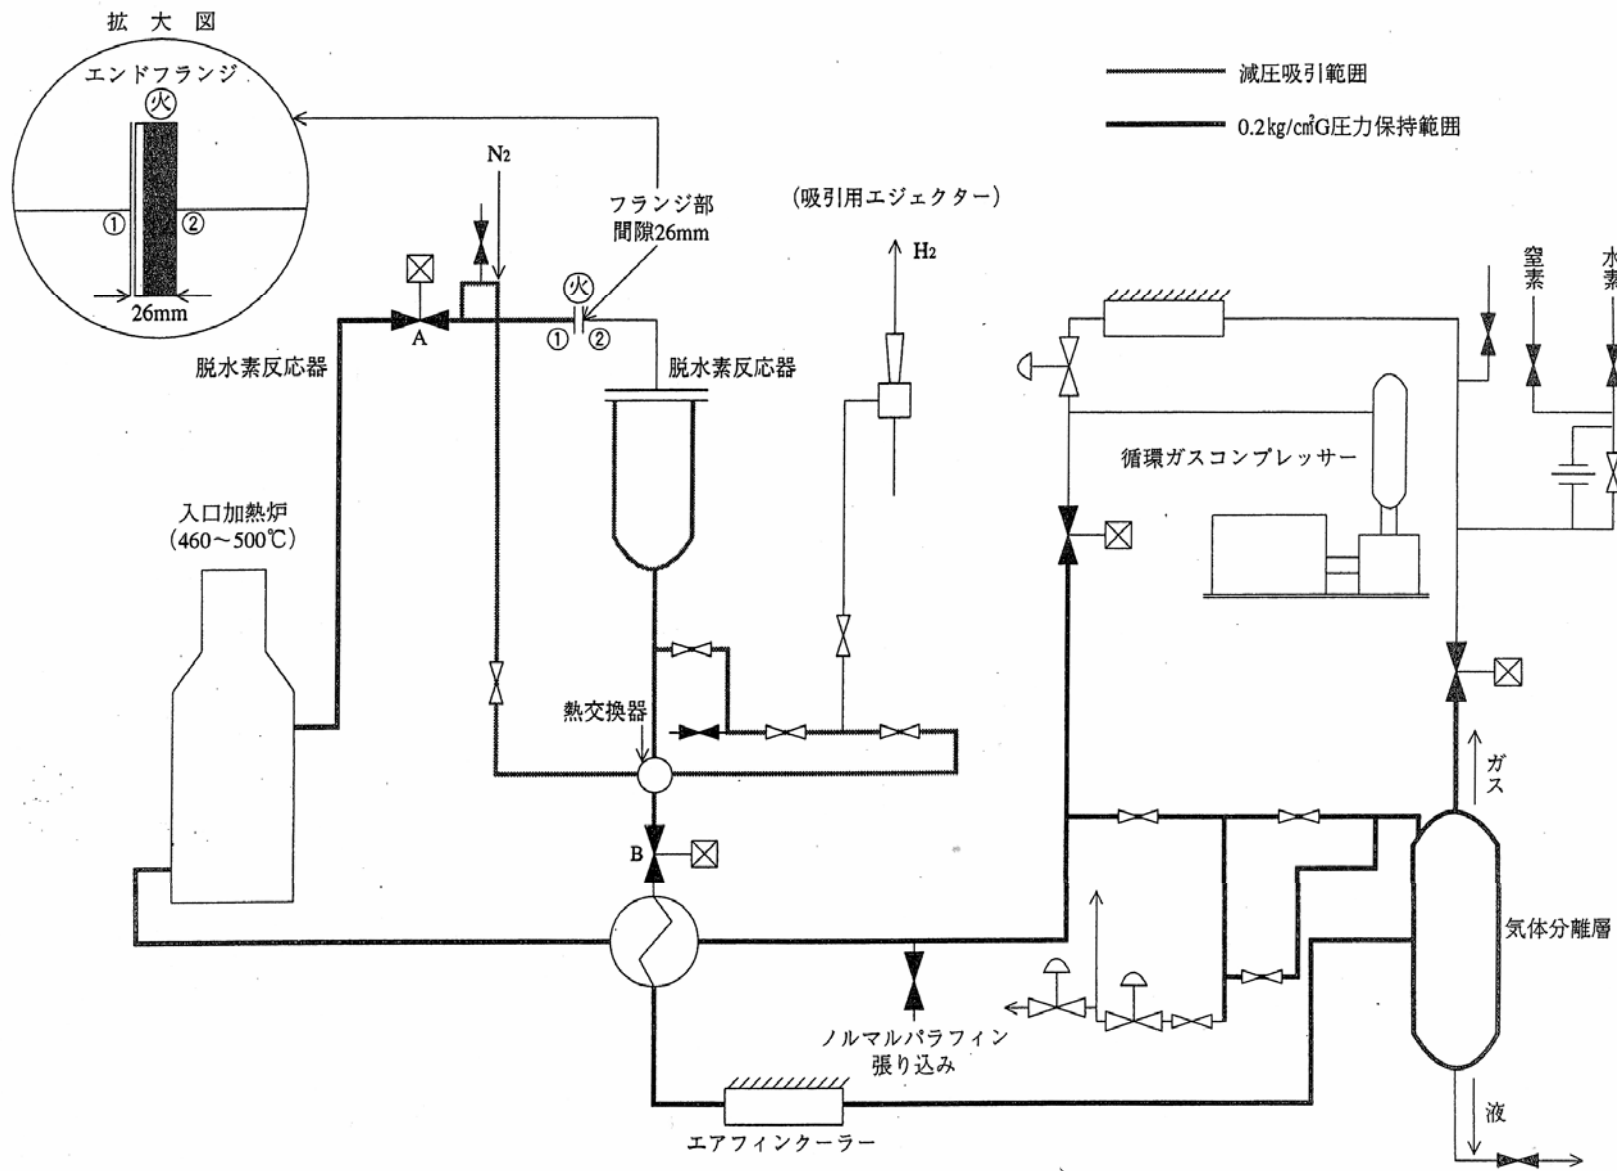 拡大図
エンドフランジ
火
①
②
26mm
減圧吸引範囲
0.2kg/c㎡G圧力保持範囲
N2
フランジ部
間隙26mm
(吸引用エジェクター)
H2
窒素
水素
火
A
①
②
脱水素反応器
脱水素反応器
循環ガスコンプレッサー
入口加熱炉
(460〜500℃)
熱交換器
ガス
B
気体分離層
ノルマルパラフィン
張り込み
液
エアフィンクーラー